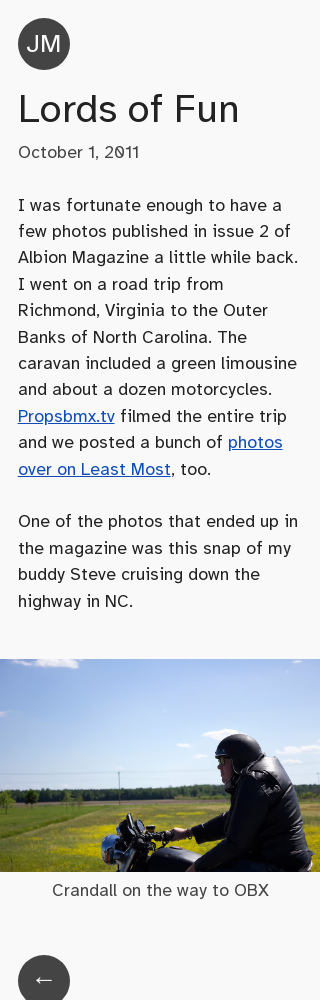 JM
Lords of Fun
October 1, 2011
I was fortunate enough to have a
few photos published in issue 2 of
Albion Magazine a little while back.
I went on a road trip from
Richmond, Virginia to the Outer
Banks of North Carolina. The
caravan included a green limousine
and about a dozen motorcycles.
Propsbmx.tv filmed the entire trip
and we posted a bunch of photos
over on Least Most, too.
One of the photos that ended up in
the magazine was this snap of my
buddy Steve cruising down the
highway in NC.
Crandall on the way to OBX
←